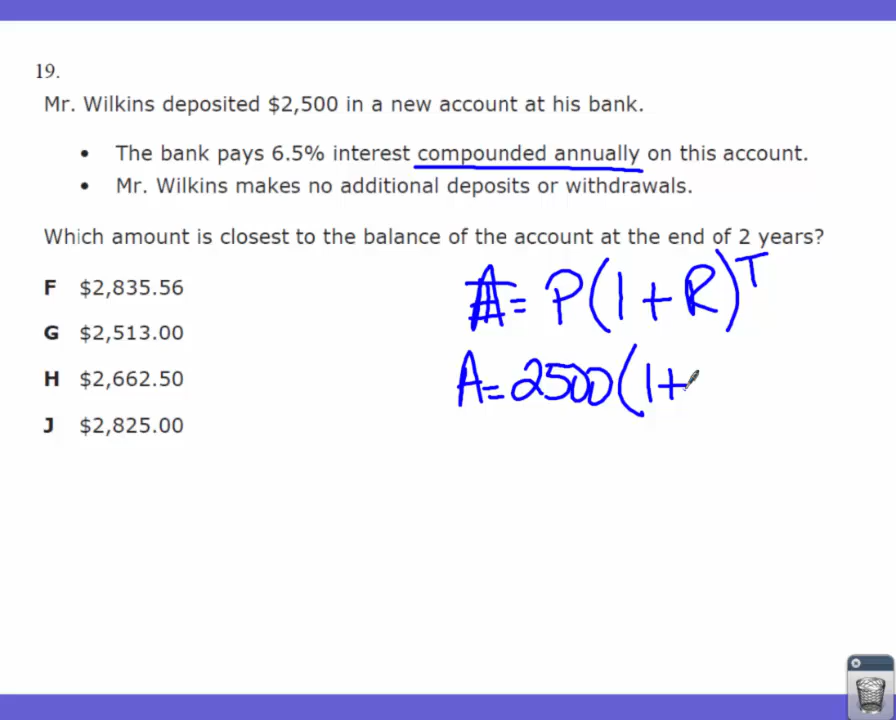 19.
Mr. Wilkins deposited $2,500 in a new account at his bank.
• The bank pays 6.5% interest compounded annually on this account.
• Mr. Wilkins makes no additional deposits or withdrawals.
Which amount is closest to the balance of the account at the end of 2 years?
F $2,835.56
G $2,513.00
H $2,662.50
J $2,825.00
A = P(1+R)^T
A = 2500(1+